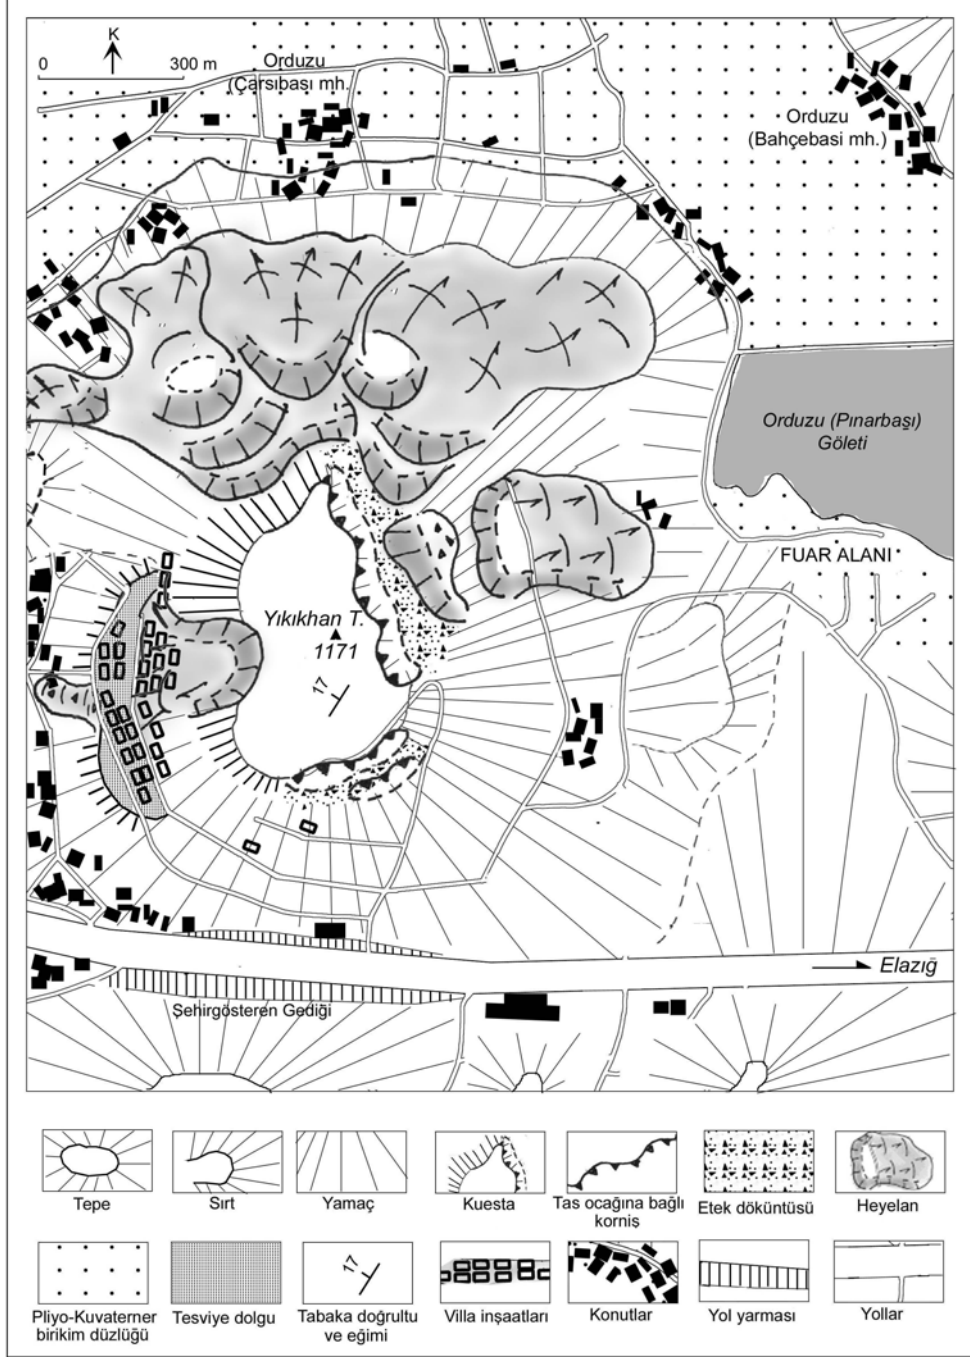 K
0 300 m
Orduzu
(Çarsıbası mh.
Orduzu
(Bahçebasi mh.)
Orduzu (Pınarbaşı)
Göleti
FUAR ALANI
Yıkıkhan T.
1171
17
Elazığ
Şehirgösteren Gediği
Tepe
Sırt
Yamaç
Kuesta
Tas ocağına bağlı
korniş
Etek döküntüsü
Heyelan
17
Pliyo-Kuvaterner
birikim düzlüğü
Tesviye dolgu
Tabaka doğrultu
ve eğimi
Villa inşaatları
Konutlar
Yol yarması
Yollar